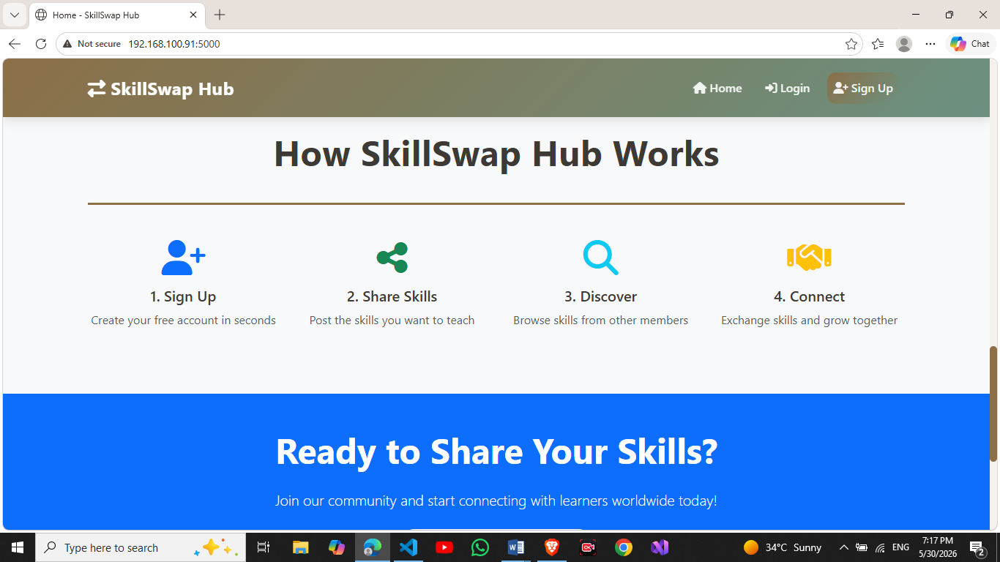 Home - SkillSwap Hub
Not secure 192.168.100.91:5000
Chat
SkillSwap Hub
Home
Login
Sign Up
How SkillSwap Hub Works
1. Sign Up
Create your free account in seconds
2. Share Skills
Post the skills you want to teach
3. Discover
Browse skills from other members
4. Connect
Exchange skills and grow together
Ready to Share Your Skills?
Join our community and start connecting with learners worldwide today!
Type here to search
34°C Sunny
ENG
7:17 PM
5/30/2026
2